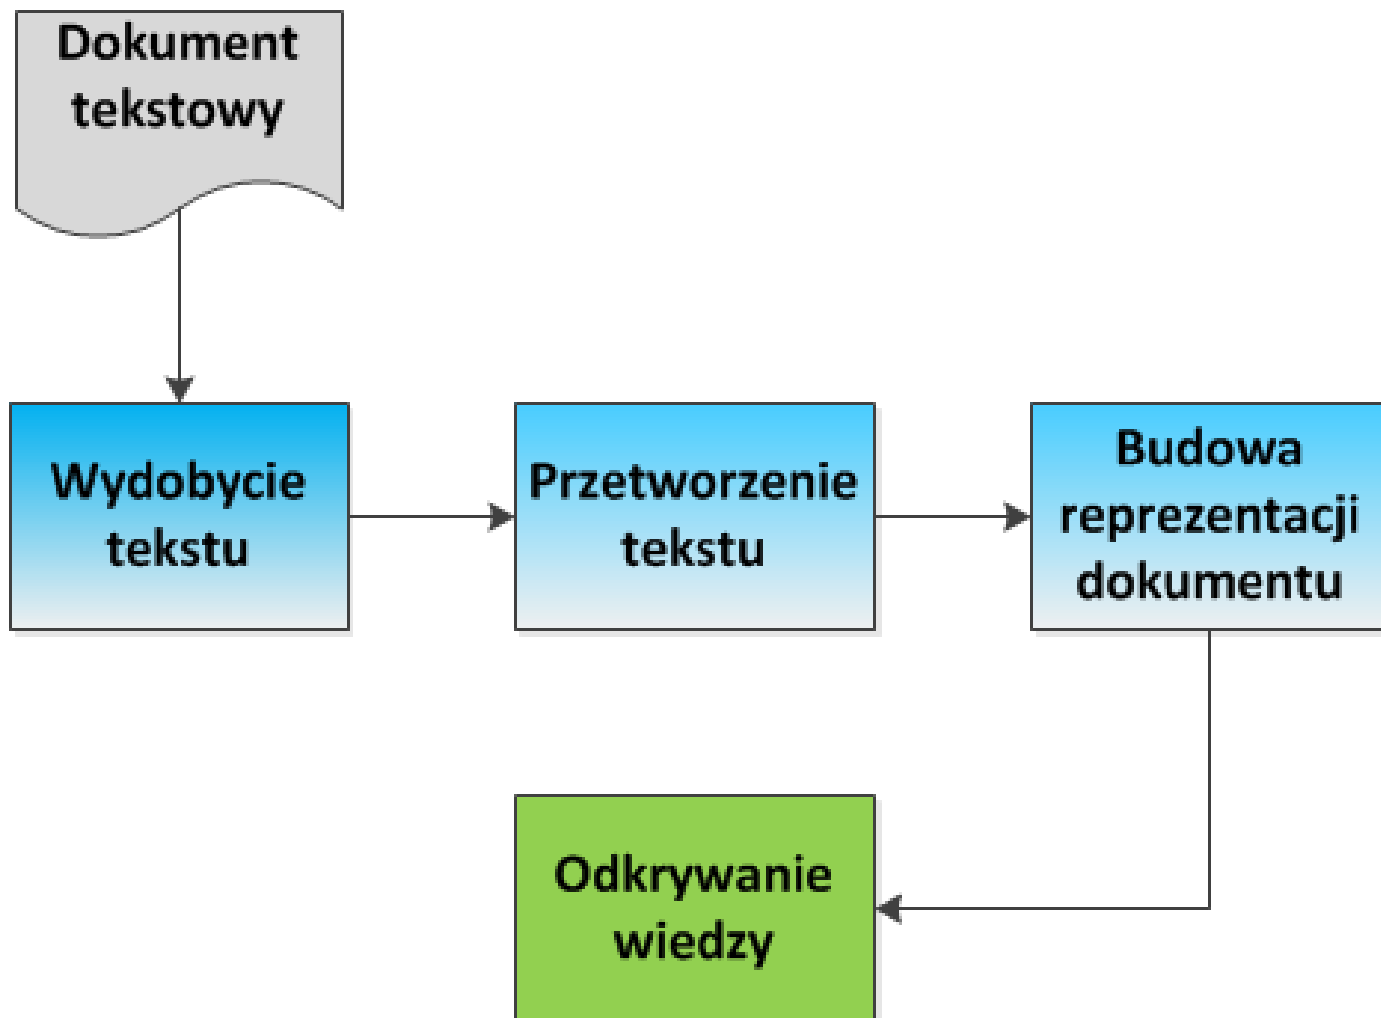 Dokument
tekstowy
Wydobycie
tekstu
Przetworzenie
tekstu
Budowa
reprezentacji
dokumentu
Odkrywanie
wiedzy